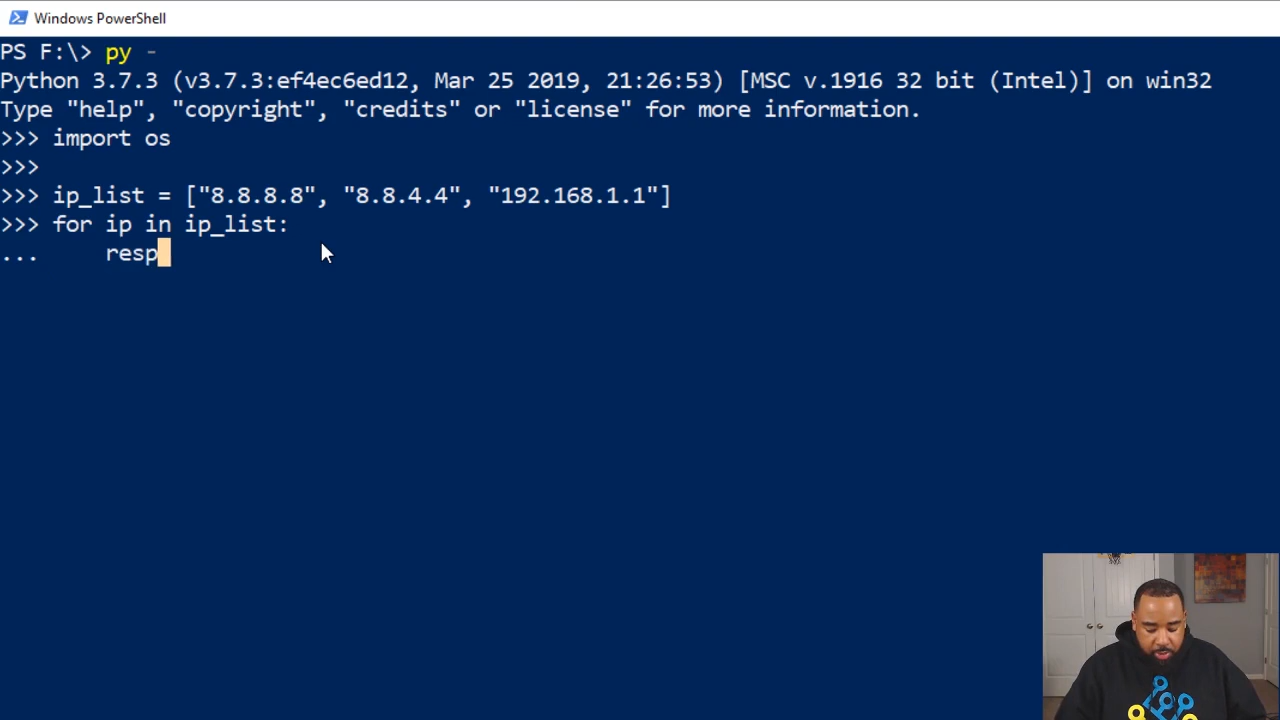 Windows PowerShell
PS F:\> py -
Python 3.7.3 (v3.7.3:ef4ec6ed12, Mar 25 2019, 21:26:53) [MSC v.1916 32 bit (Intel)] on win32
Type "help", "copyright", "credits" or "license" for more information.
>>> import os
>>>
>>> ip_list = ["8.8.8.8", "8.8.4.4", "192.168.1.1"]
>>> for ip in ip_list:
...     resp